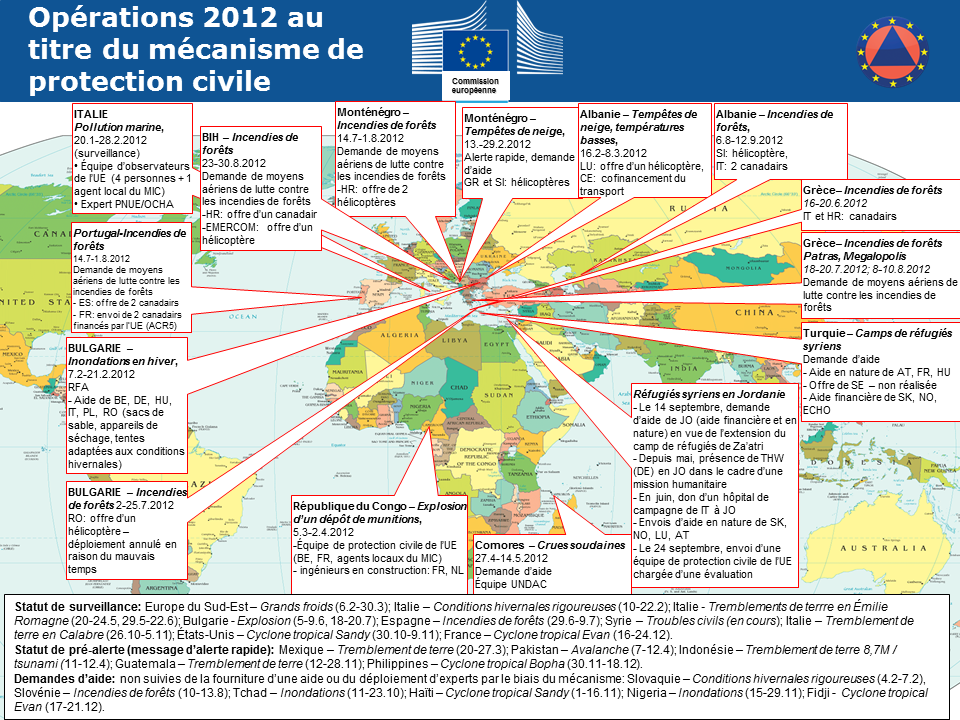 Opérations 2012 au
titre du mécanisme de
protection civile
Commission
européenne
ITALIE
Pollution marine,
20.1-28.2.2012
(surveillance)
• Équipe d'observateurs
de l'UE (4 personnes + 1
agent local du MIC)
• Expert PNUE/OCHA
BIH – Incendies de
forêts
23-30.8.2012
Demande de moyens
aériens de lutte contre
les incendies de forêts
-HR: offre d'un canadair
-EMERCOM: offre d'un
hélicoptère
Monténégro –
Incendies de forêts
14.7-1.8.2012
Demande de moyens
aériens de lutte contre
les incendies de forêts
-HR: offre de 2
hélicoptères
Monténégro –
Tempêtes de neige,
13.-29.2.2012
Alerte rapide, demande
d'aide
GR et SI: hélicoptères
Albanie – Tempêtes de
neige, températures
basses,
16.2-8.3.2012
LU: offre d'un hélicoptère,
CE: cofinancement du
transport
Albanie – Incendies de
forêts,
6.8-12.9.2012
SI: hélicoptère,
IT: 2 canadairs
Grèce– Incendies de forêts
16-20.6.2012
IT et HR: canadairs
Grèce– Incendies de forêts
Patras, Megalopolis
18-20.7.2012; 8-10.8.2012
Demande de moyens aériens de
lutte contre les incendies de
forêts
Turquie – Camps de réfugiés
syriens
Demande d'aide
- Aide en nature de AT, FR, HU
- Offre de SE – non réalisée
- Aide financière de SK, NO,
ECHO
Portugal-Incendies de
forêts
14.7-1.8.2012
Demande de moyens
aériens de lutte contre les
incendies de forêts
- ES: offre de 2 canadairs
- FR: envoi de 2 canadairs
financés par l'UE (ACR5)
BULGARIE –
Inondations en hiver,
7.2-21.2.2012
RFA
- Aide de BE, DE, HU,
IT, PL, RO (sacs de
sable, appareils de
séchage, tentes
adaptées aux conditions
hivernales)
BULGARIE – Incendies
de forêts 2-25.7.2012
RO: offre d'un
hélicoptère –
déploiement annulé en
raison du mauvais
temps
République du Congo – Explosion
d'un dépôt de munitions,
5.3-2.4.2012
-Équipe de protection civile de l'UE
(BE, FR, agents locaux du MIC)
- ingénieurs en construction: FR, NL
Comores – Crues soudaines
27.4-14.5.2012
Demande d'aide
Équipe UNDAC
Réfugiés syriens en Jordanie
- Le 14 septembre, demande
d'aide de JO (aide financière et en
nature) en vue de l'extension du
camp de réfugiés de Za'atri
- Depuis mai, présence de THW
(DE) en JO dans le cadre d'une
mission humanitaire
- En juin, don d'un hôpital de
campagne de IT à JO
- Envois d'aide en nature de SK,
NO, LU, AT
- Le 24 septembre, envoi d'une
équipe de protection civile de l'UE
chargée d'une évaluation
RUSSIA
MONGOLIA
CHINA
INDIA
OCEAN
ALGERIA
LIBYA
EGYPT
MAURITANIA
NIGER
CHAD
SUDAN
NIGERIA
ETHIOPIA
SOMALIA
DEMOCRATIC
REPUBLIC
OF THE CONGO
TANZANIA
ANGOLA
BRAZIL
ARGENTINA
AUSTRALIA
Statut de surveillance: Europe du Sud-Est – Grands froids (6.2-30.3); Italie – Conditions hivernales rigoureuses (10-22.2); Italie - Tremblements de terrre en Émilie
Romagne (20-24.5, 29.5-22.6); Bulgarie - Explosion (5-9.6, 18-20.7); Espagne – Incendies de forêts (29.6-9.7); Syrie – Troubles civils (en cours); Italie – Tremblement de
terre en Calabre (26.10-5.11); États-Unis – Cyclone tropical Sandy (30.10-9.11); France – Cyclone tropical Evan (16-24.12).
Statut de pré-alerte (message d'alerte rapide): Mexique – Tremblement de terre (20-27.3); Pakistan – Avalanche (7-12.4); Indonésie – Tremblement de terre 8,7M /
tsunami (11-12.4); Guatemala – Tremblement de terre (12-28.11); Philippines – Cyclone tropical Bopha (30.11-18.12).
Demandes d'aide: non suivies de la fourniture d'une aide ou du déploiement d'experts par le biais du mécanisme: Slovaquie – Conditions hivernales rigoureuses (4.2-7.2),
Slovénie – Incendies de forêts (10-13.8); Tchad – Inondations (11-23.10); Haïti – Cyclone tropical Sandy (1-16.11); Nigeria – Inondations (15-29.11); Fidji - Cyclone tropical
Evan (17-21.12).